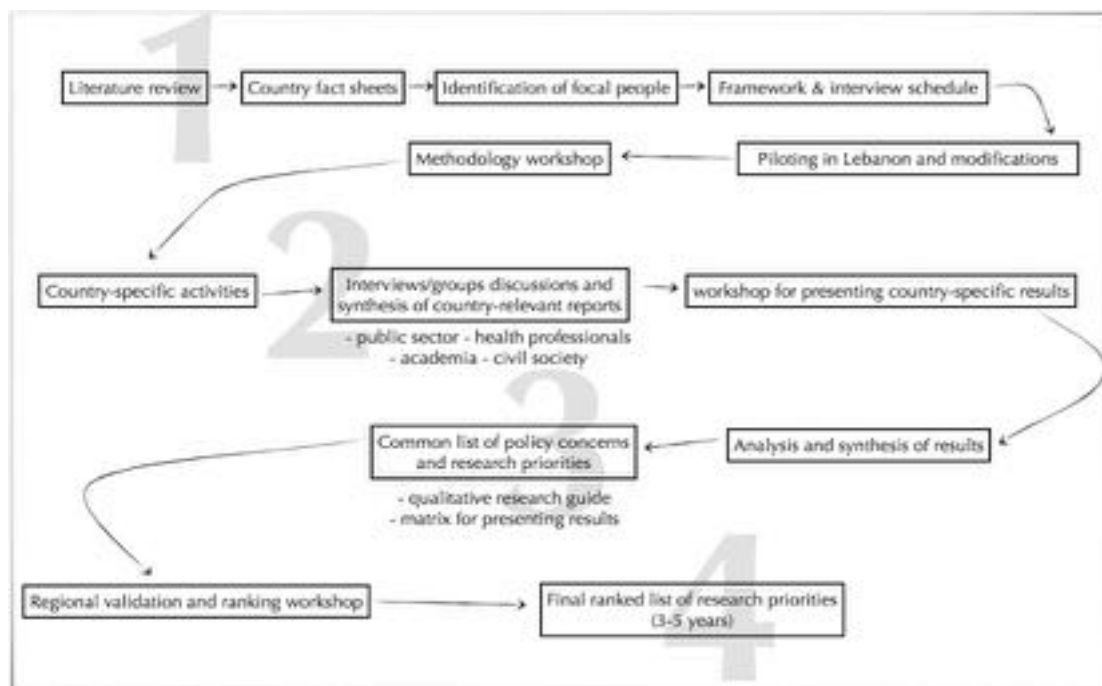 1
Literature review
Country fact sheets
Identification of focal people
Framework & interview schedule
Methodology workshop
Piloting in Lebanon and modifications
2
Country-specific activities
Interviews/groups discussions and
synthesis of country-relevant reports
workshop for presenting country-specific results
- public sector - health professionals
- academia - civil society
3
Common list of policy concerns
and research priorities
Analysis and synthesis of results
- qualitative research guide
- matrix for presenting results
4
Regional validation and ranking workshop
Final ranked list of research priorities
(3-5 years)